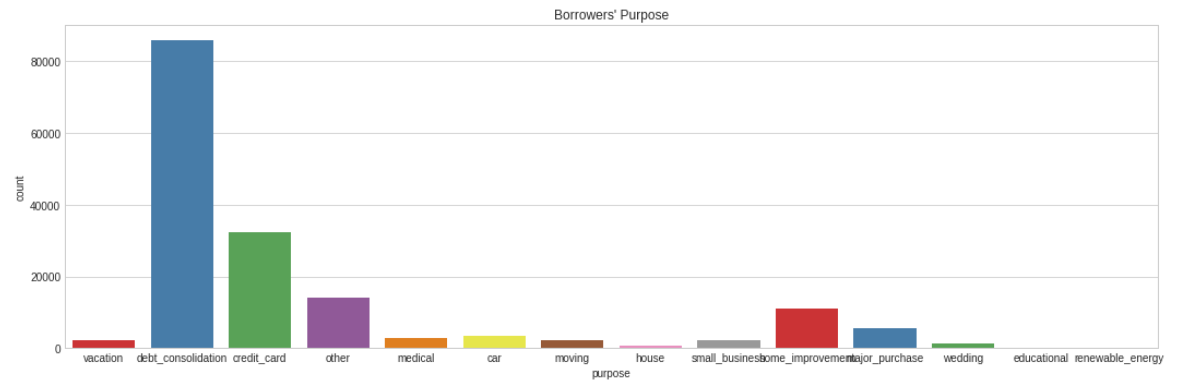 Borrowers' Purpose
80000
60000
40000
20000
0
count
vacation debt_consolidation credit_card other medical car moving house small_business home_improvement major_purchase wedding educational renewable_energy
purpose